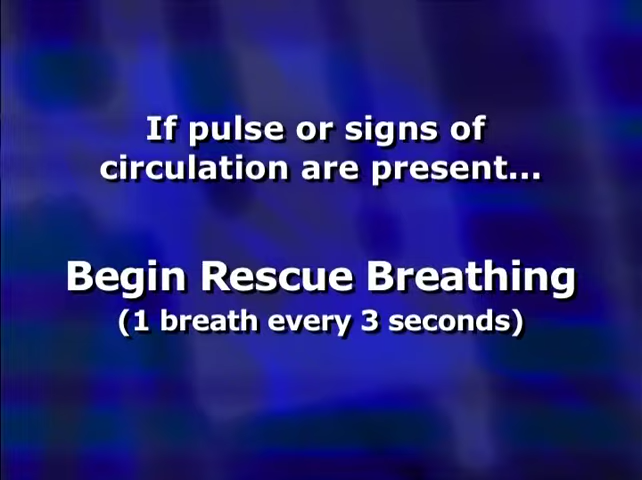 If pulse or signs of
circulation are present...
Begin Rescue Breathing
(1 breath every 3 seconds)